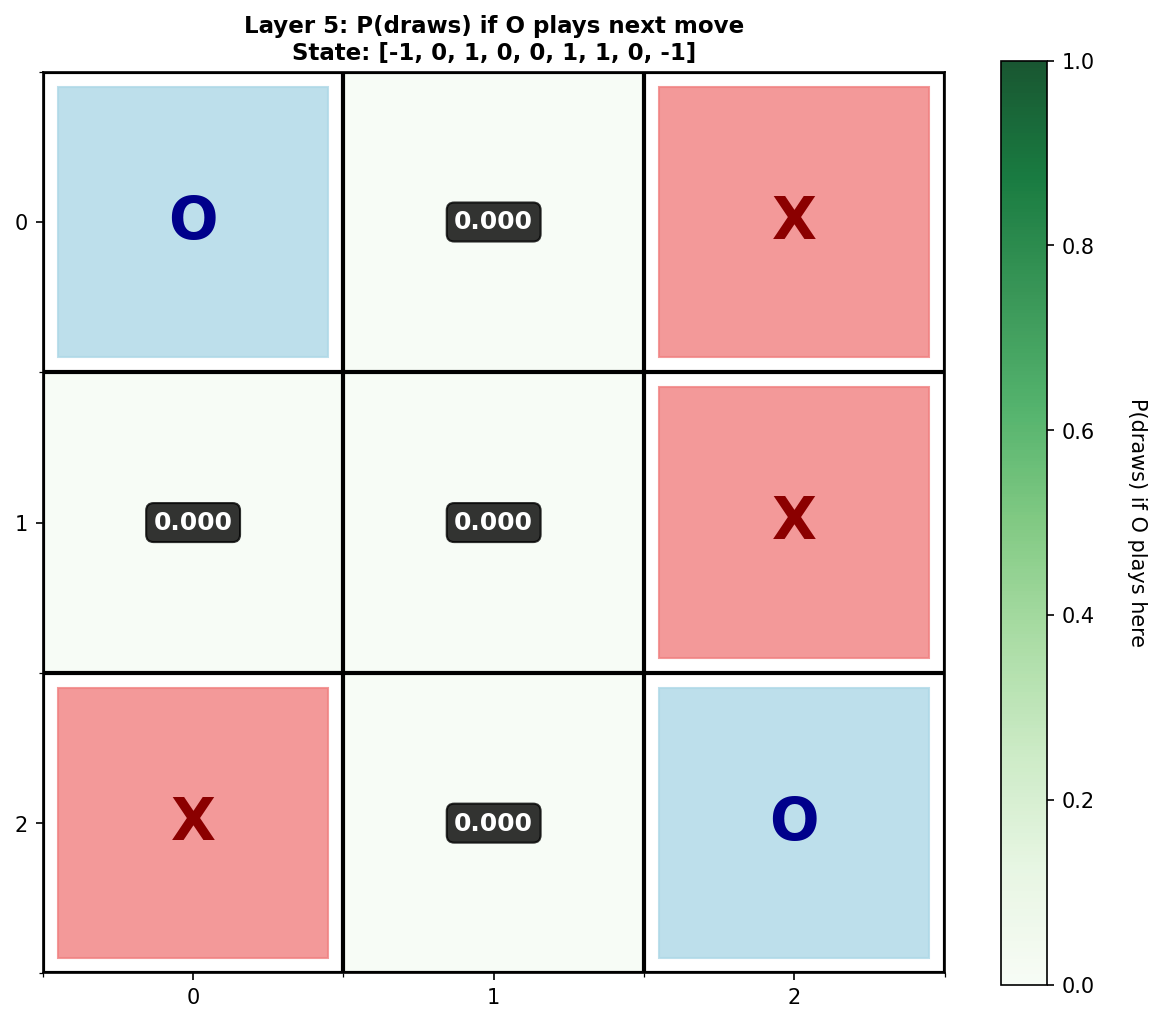 Layer 5: P(draws) if O plays next move
State: [-1, 0, 1, 0, 0, 1, 1, 0, -1]
1.0
0.8
0.6
0.4
0.2
0.0
P(draws) if O plays here
0
O
0.000
X
1
0.000
0.000
X
2
X
0.000
O
0
1
2